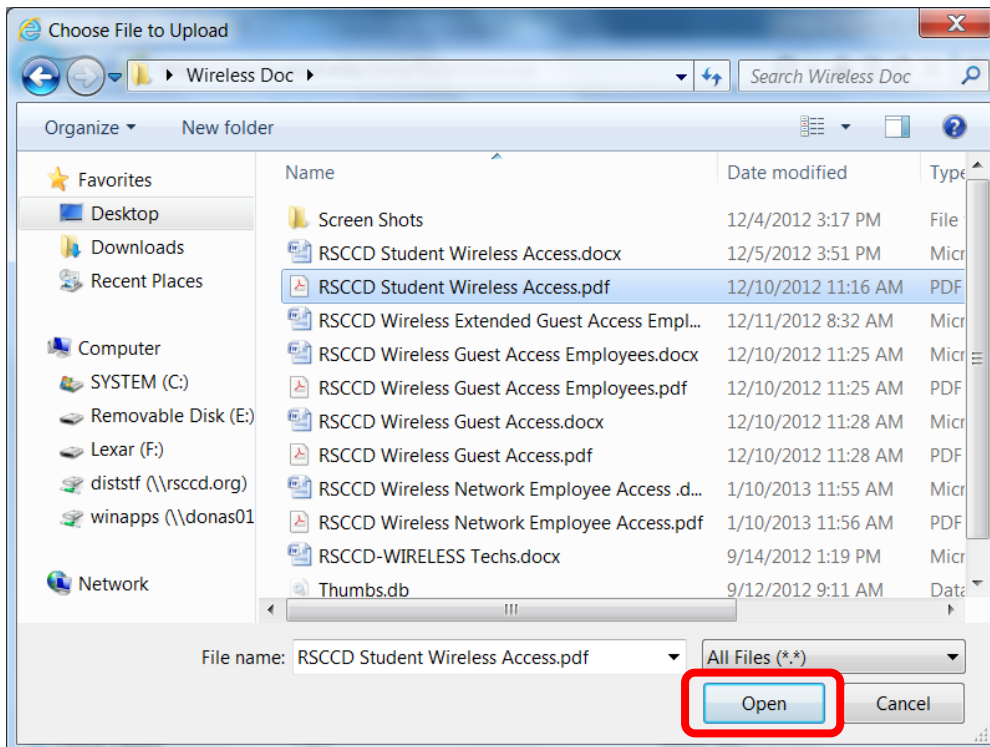 Choose File to Upload
Wireless Doc
Search Wireless Doc
Organize New folder
Name Date modified Type
Favorites
Desktop
Downloads
Recent Places
Computer
SYSTEM (C:)
Removable Disk (E:)
Lexar (F:)
diststf (\\rsccd.org)
winapps (\\donas01
Network
Screen Shots 12/4/2012 3:17 PM File
RSCCD Student Wireless Access.docx 12/5/2012 3:51 PM Micr
RSCCD Student Wireless Access.pdf 12/10/2012 11:16 AM PDF
RSCCD Wireless Extended Guest Access Empl... 12/11/2012 8:32 AM Micr
RSCCD Wireless Guest Access Employees.docx 12/10/2012 11:25 AM Micr
RSCCD Wireless Guest Access Employees.pdf 12/10/2012 11:25 AM PDF
RSCCD Wireless Guest Access.docx 12/10/2012 11:28 AM Micr
RSCCD Wireless Guest Access.pdf 12/10/2012 11:28 AM PDF
RSCCD Wireless Network Employee Access .d... 1/10/2013 11:55 AM Micr
RSCCD Wireless Network Employee Access.pdf 1/10/2013 11:56 AM PDF
RSCCD-WIRELESS Techs.docx 9/14/2012 1:19 PM Micr
Thumbs.db 9/12/2012 9:11 AM Data
File name: RSCCD Student Wireless Access.pdf All Files (*.*)
Open Cancel